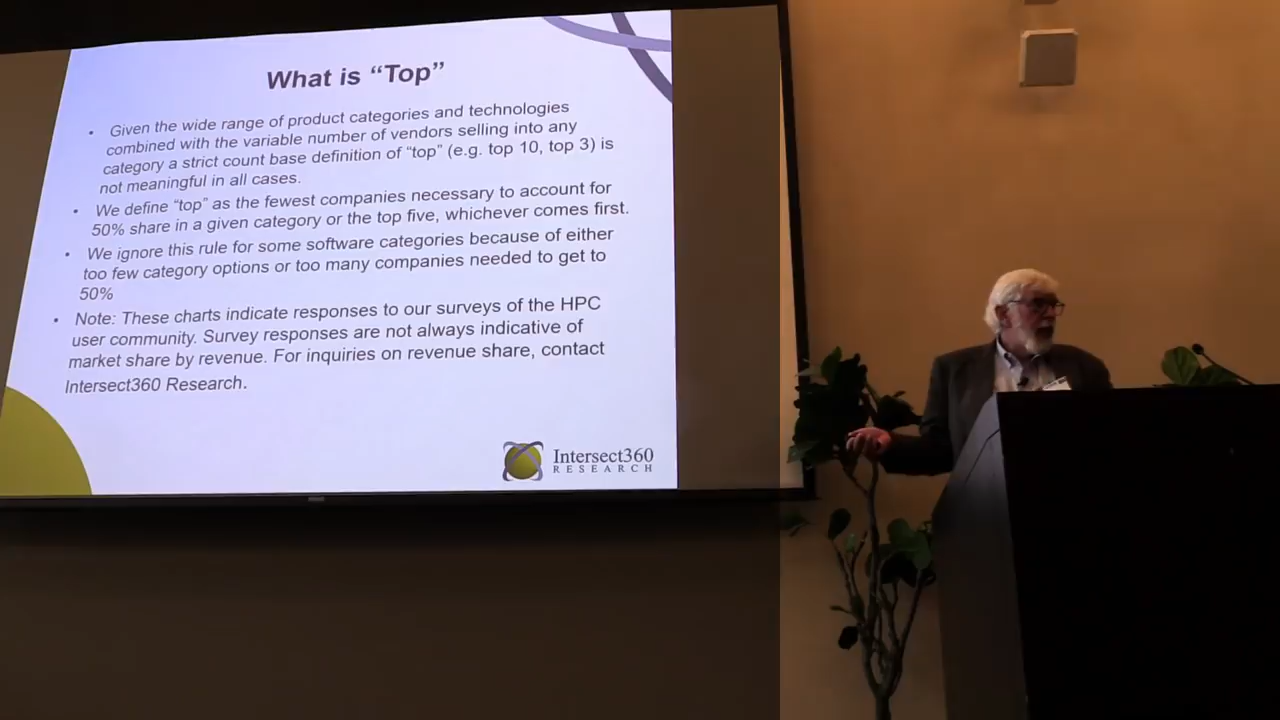 What is “Top”
• Given the wide range of product categories and technologies
combined with the variable number of vendors selling into any
category a strict count base definition of “top” (e.g. top 10, top 3) is
not meaningful in all cases.
• We define “top” as the fewest companies necessary to account for
50% share in a given category or the top five, whichever comes first.
• We ignore this rule for some software categories because of either
too few category options or too many companies needed to get to
50%
• Note: These charts indicate responses to our surveys of the HPC
user community. Survey responses are not always indicative of
market share by revenue. For inquiries on revenue share, contact
Intersect360 Research.
Intersect360
RESEARCH